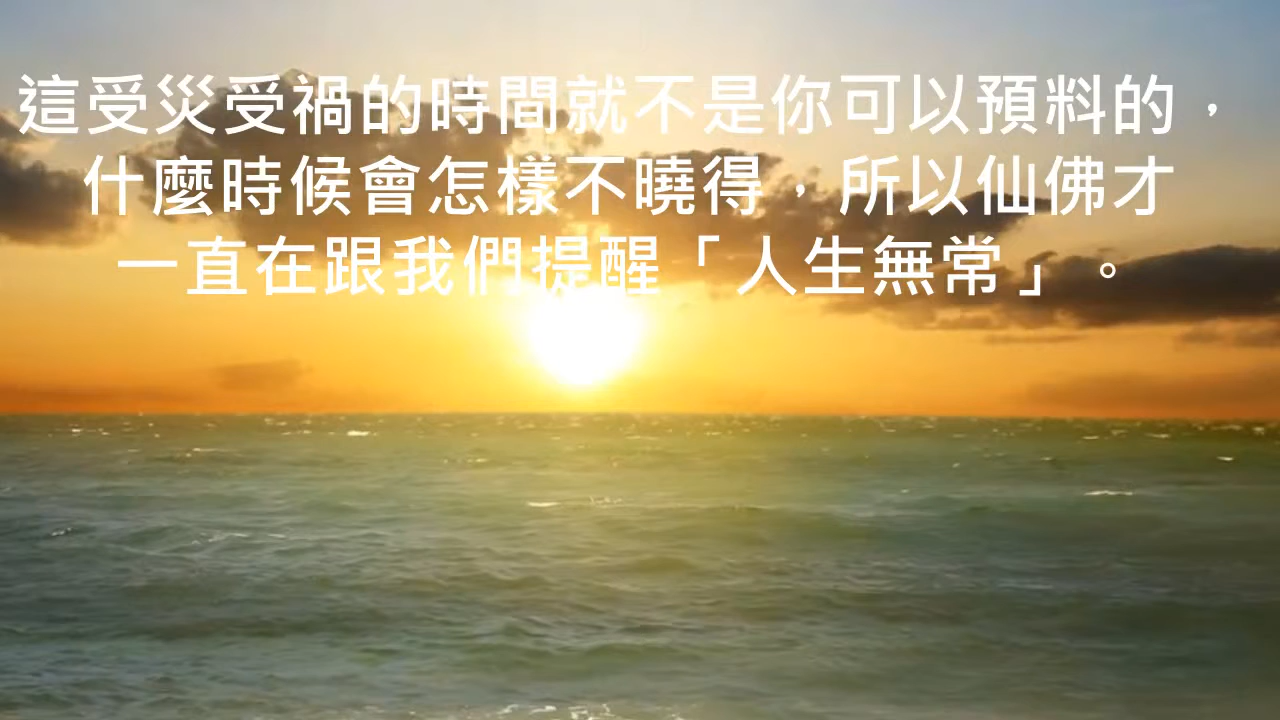 這受災受禍的時間就不是你可以預料的，
什麼時候會怎樣不曉得，所以仙佛才
一直在跟我們提醒「人生無常」。